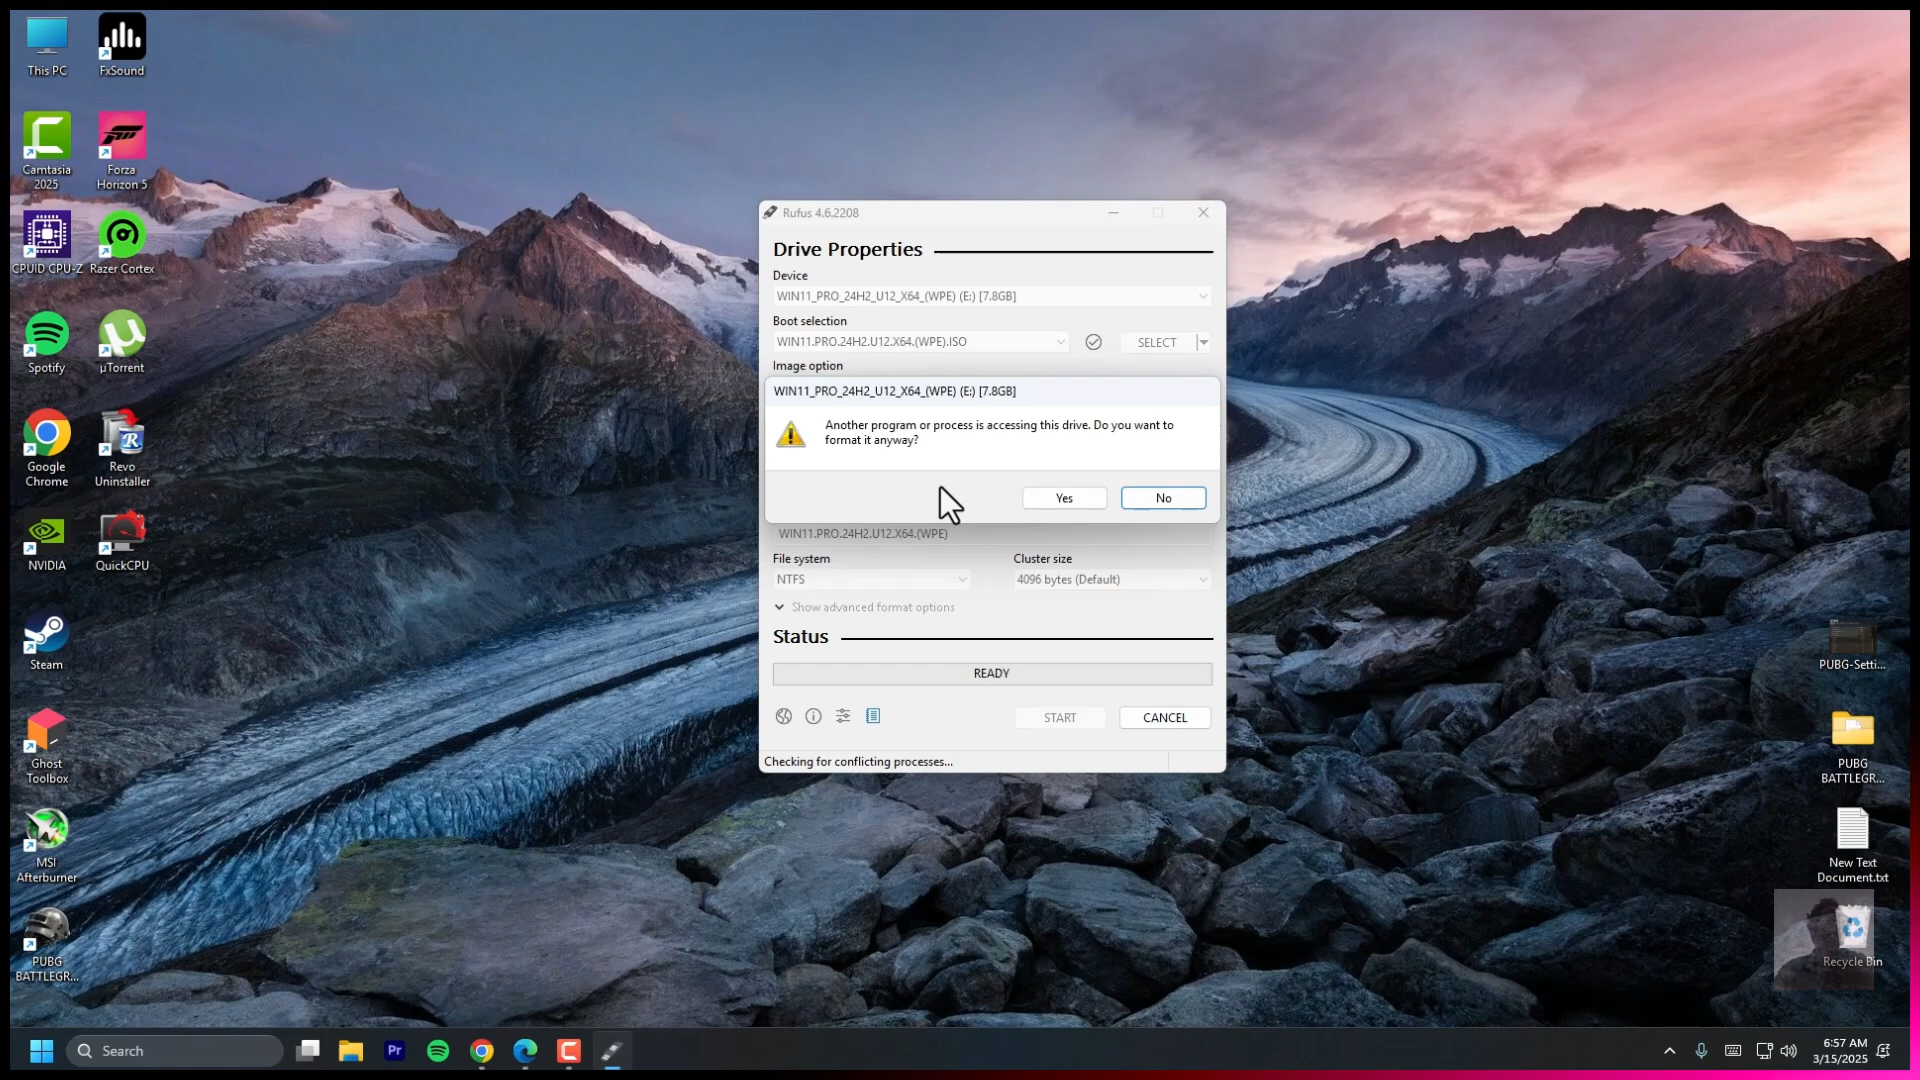 This PC
FxSound
Camtasia
2025
Forza
Horizon 5
CPUID CPU-Z
Razer Cortex
Spotify
µTorrent
Google
Chrome
Revo
Uninstaller
NVIDIA
QuickCPU
Steam
Ghost
Toolbox
MSI
Afterburner
PUBG
BATTLEGR...
Rufus 4.6.2208
Drive Properties
Device
WIN11_PRO_24H2_U12_X64_(WPE) (E:) [7.8GB]
Boot selection
WIN11.PRO.24H2.U12.X64.(WPE).ISO
SELECT
Image option
WIN11_PRO_24H2_U12_X64_(WPE) (E:) [7.8GB]
Another program or process is accessing this drive. Do you want to
format it anyway?
Yes
No
WIN11.PRO.24H2.U12.X64.(WPE)
File system
Cluster size
NTFS
4096 bytes (Default)
Show advanced format options
Status
READY
START
CANCEL
Checking for conflicting processes...
PUBG-Setti...
PUBG
BATTLEGR...
New Text
Document.txt
Recycle Bin
Search
Pr
6:57 AM
3/15/2025